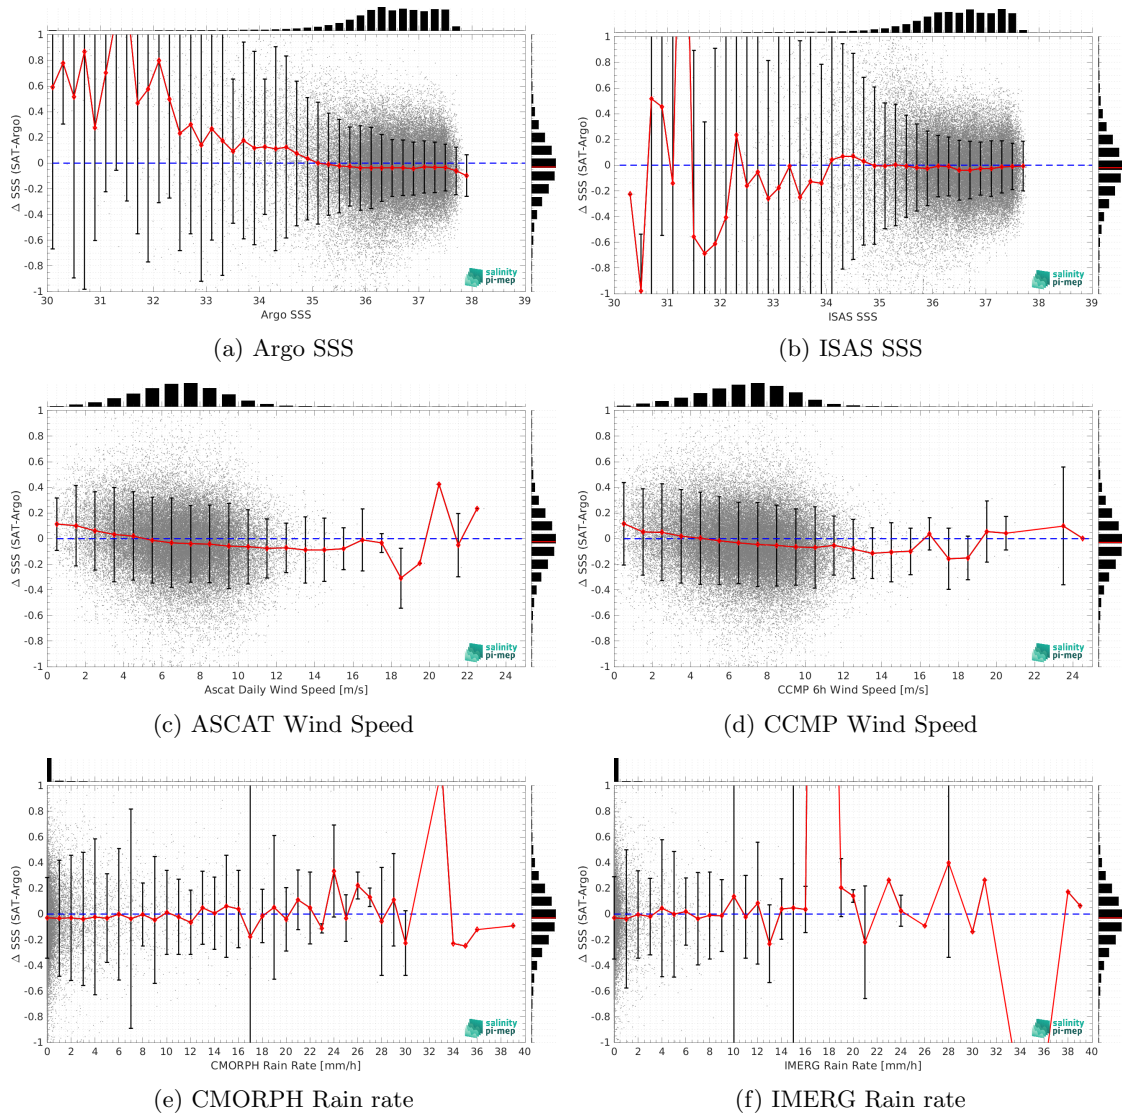 1
0.8
0.6
0.4
0.2
0
-0.2
-0.4
-0.6
-0.8
-1
Δ SSS (SAT-Argo)
30 31 32 33 34 35 36 37 38 39
Argo SSS
salinity
pi-mep
(a) Argo SSS
1
0.8
0.6
0.4
0.2
0
-0.2
-0.4
-0.6
-0.8
-1
Δ SSS (SAT-Argo)
30 31 32 33 34 35 36 37 38 39
ISAS SSS
salinity
pi-mep
(b) ISAS SSS
1
0.8
0.6
0.4
0.2
0
-0.2
-0.4
-0.6
-0.8
-1
Δ SSS (SAT-Argo)
0 2 4 6 8 10 12 14 16 18 20 22 24
Ascat Daily Wind Speed [m/s]
salinity
pi-mep
(c) ASCAT Wind Speed
1
0.8
0.6
0.4
0.2
0
-0.2
-0.4
-0.6
-0.8
-1
Δ SSS (SAT-Argo)
0 2 4 6 8 10 12 14 16 18 20 22 24
CCMP 6h Wind Speed [m/s]
salinity
pi-mep
(d) CCMP Wind Speed
1
0.8
0.6
0.4
0.2
0
-0.2
-0.4
-0.6
-0.8
-1
Δ SSS (SAT-Argo)
0 2 4 6 8 10 12 14 16 18 20 22 24 26 28 30 32 34 36 38 40
CMORPH Rain Rate [mm/h]
salinity
pi-mep
(e) CMORPH Rain rate
1
0.8
0.6
0.4
0.2
0
-0.2
-0.4
-0.6
-0.8
-1
Δ SSS (SAT-Argo)
0 2 4 6 8 10 12 14 16 18 20 22 24 26 28 30 32 34 36 38 40
IMERG Rain Rate [mm/h]
salinity
pi-mep
(f) IMERG Rain rate